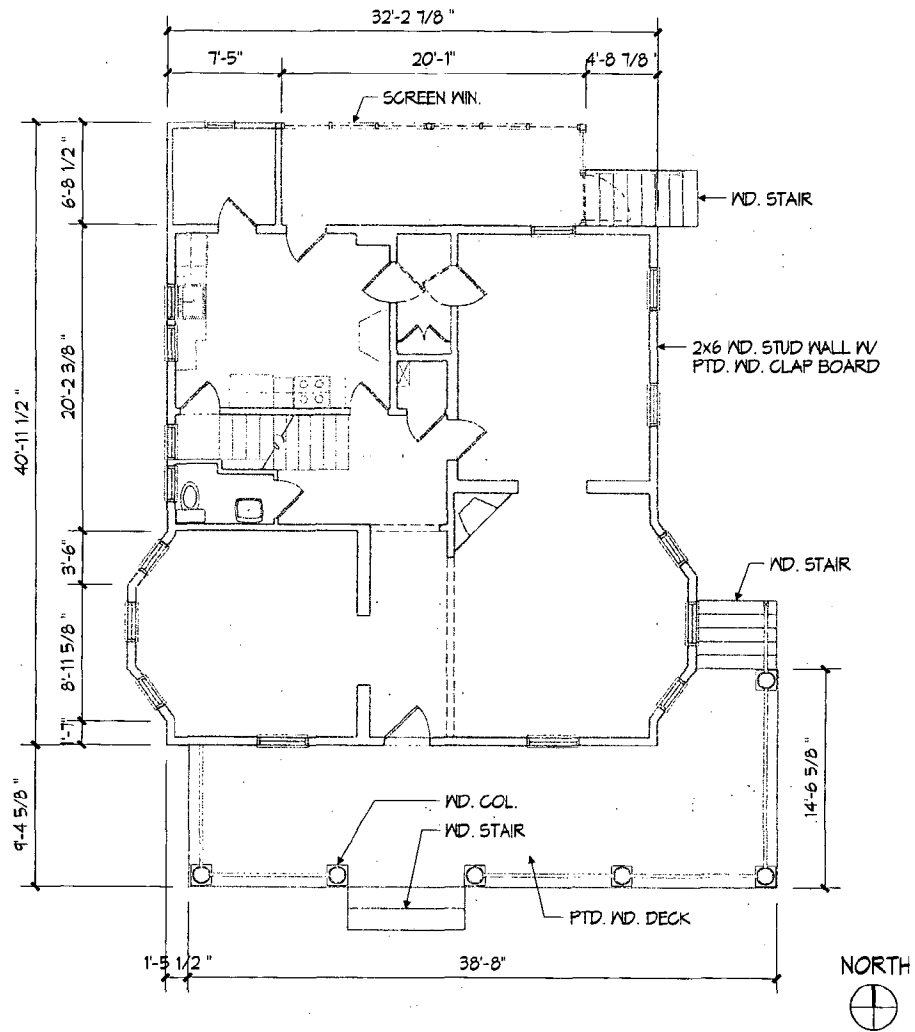 32'-2 7/8"
7'-5"
20'-1"
4'-8 7/8"
SCREEN WIN.
6'-8 1/2"
WD. STAIR
2x6 WD. STUD WALL W/
PTD. WD. CLAP BOARD
20'-2 3/8"
40'-11 1/2"
3'-6"
WD. STAIR
8'-11 5/8"
1'-7"
14'-6 5/8"
9'-4 5/8"
WD. COL.
WD. STAIR
PTD. WD. DECK
1'-5 1/2"
38'-8"
NORTH